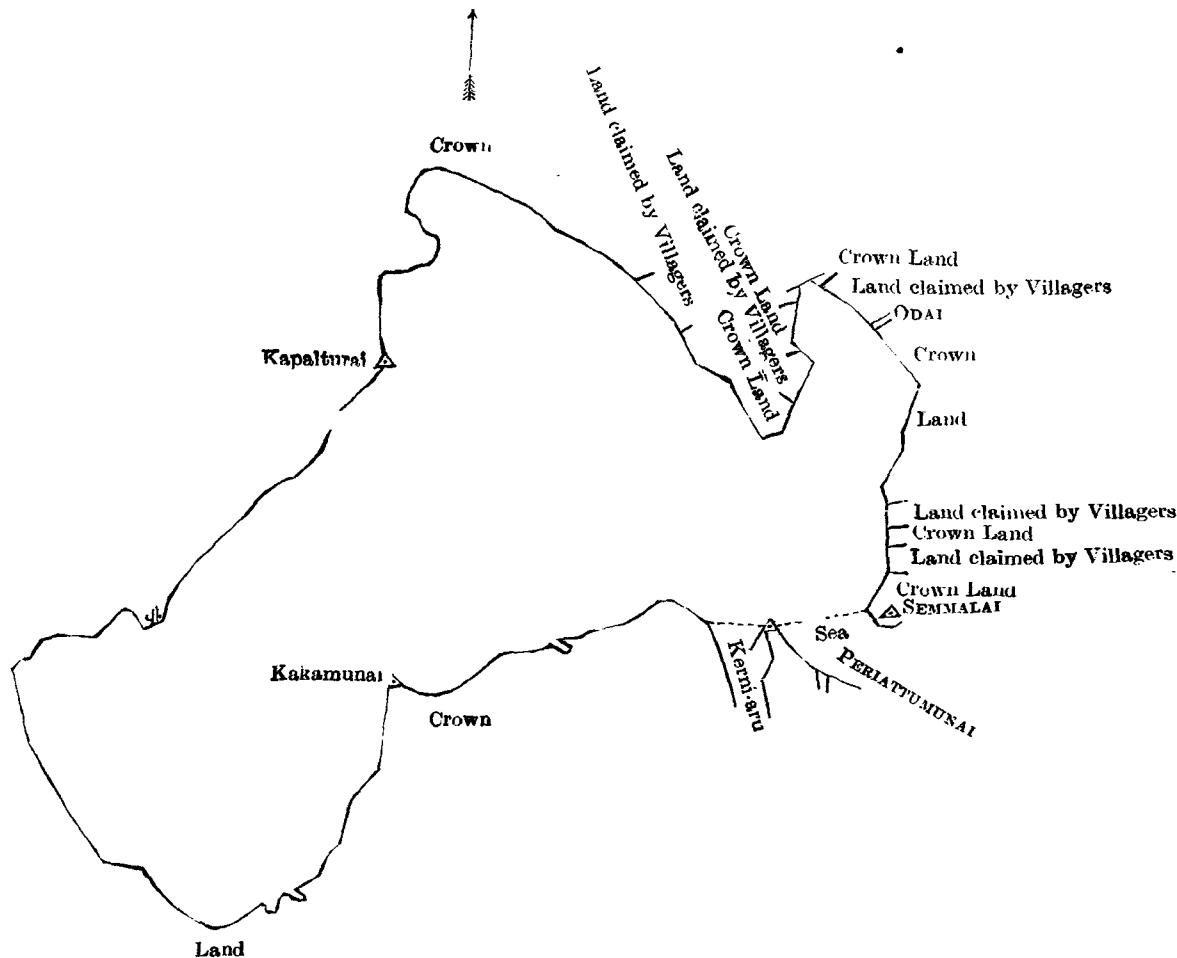 Crown
Land claimed by Villagers
Land claimed by Villagers
Crown Land
Crown Land
Crown Land
Land claimed by Villagers
ODAI
Crown
Kapalturai
Land
Land claimed by Villagers
Crown Land
Land claimed by Villagers
Crown Land
SEMMALAI
Sea
PERIATTUMUNAI
Kerni-aru
Kakamunai
Crown
Land